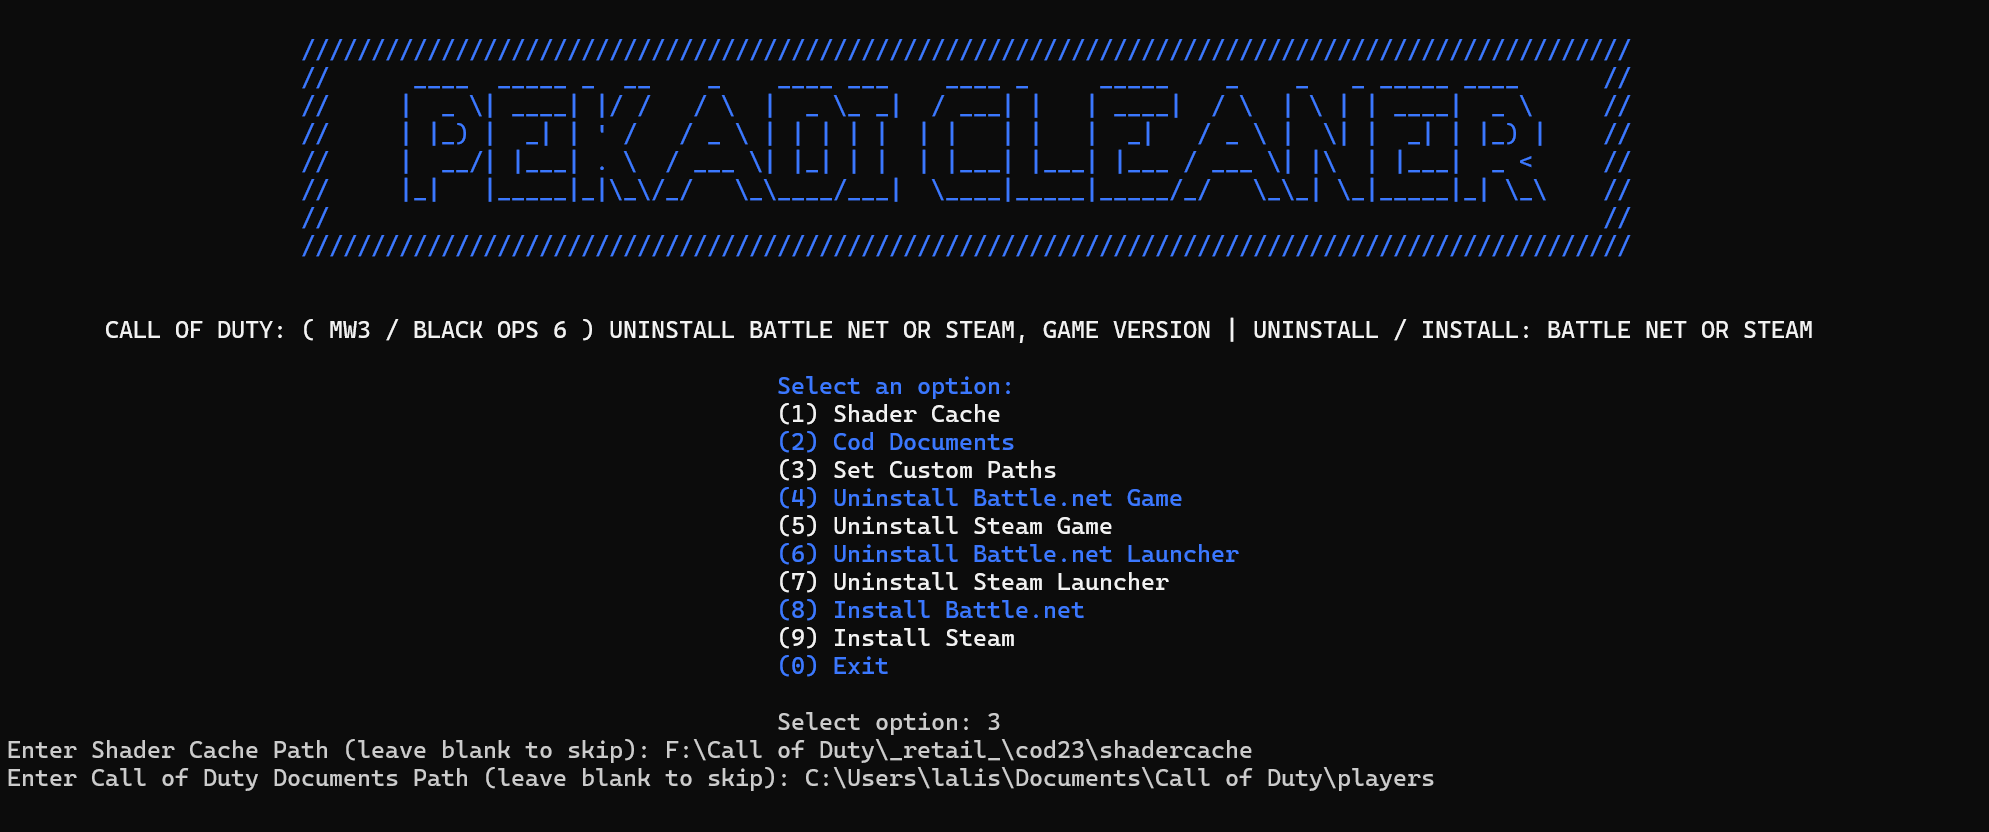 PEKADI CLEANER
CALL OF DUTY: ( MW3 / BLACK OPS 6 ) UNINSTALL BATTLE NET OR STEAM, GAME VERSION | UNINSTALL / INSTALL: BATTLE NET OR STEAM
Select an option:
(1) Shader Cache
(2) Cod Documents
(3) Set Custom Paths
(4) Uninstall Battle.net Game
(5) Uninstall Steam Game
(6) Uninstall Battle.net Launcher
(7) Uninstall Steam Launcher
(8) Install Battle.net
(9) Install Steam
(0) Exit
Select option: 3
Enter Shader Cache Path (leave blank to skip): F:\Call of Duty\_retail_\cod23\shadercache
Enter Call of Duty Documents Path (leave blank to skip): C:\Users\lalis\Documents\Call of Duty\players